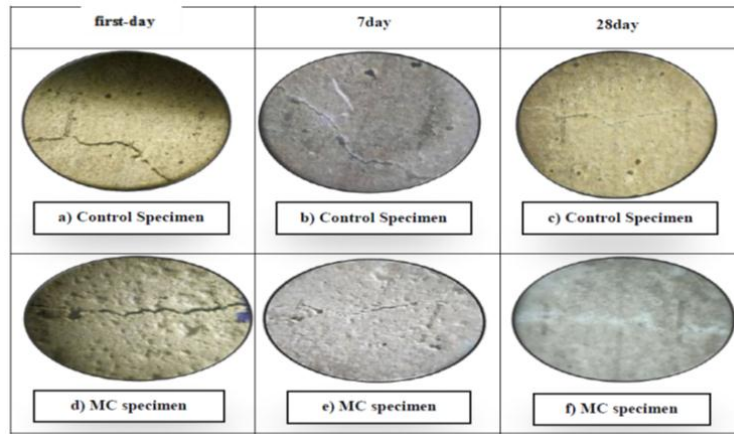 first-day
7day
28day
a) Control Specimen
b) Control Specimen
c) Control Specimen
d) MC specimen
e) MC specimen
f) MC specimen